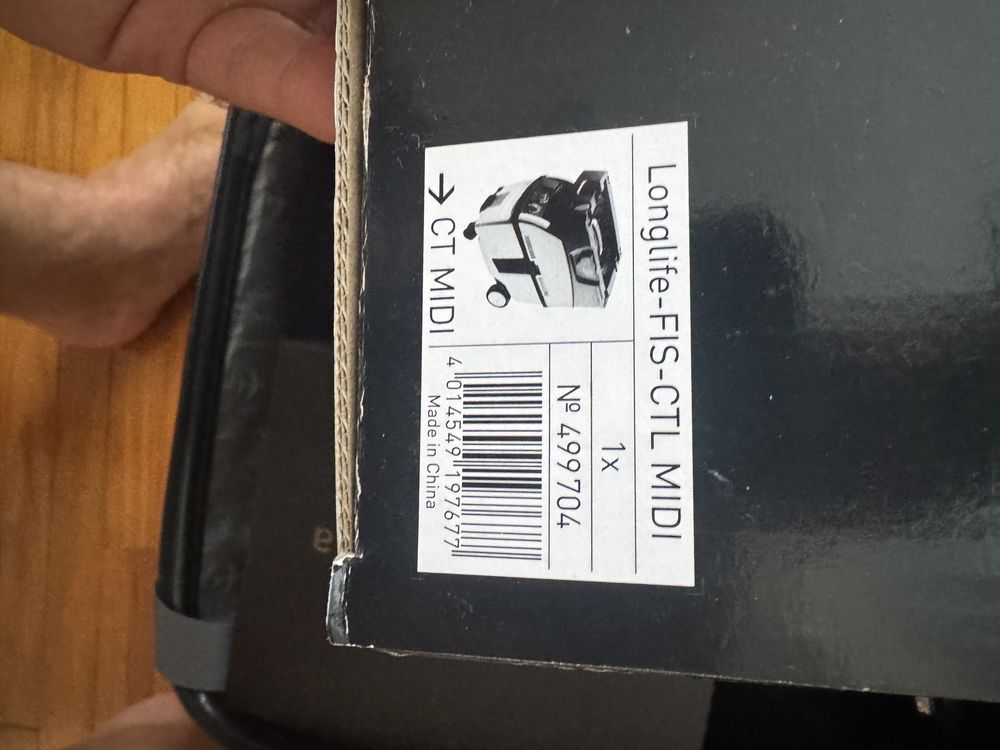 Longlife-FIS-CTL MIDI
1x
Nº 499704
→ CT MIDI
4 014549 197677
Made in China